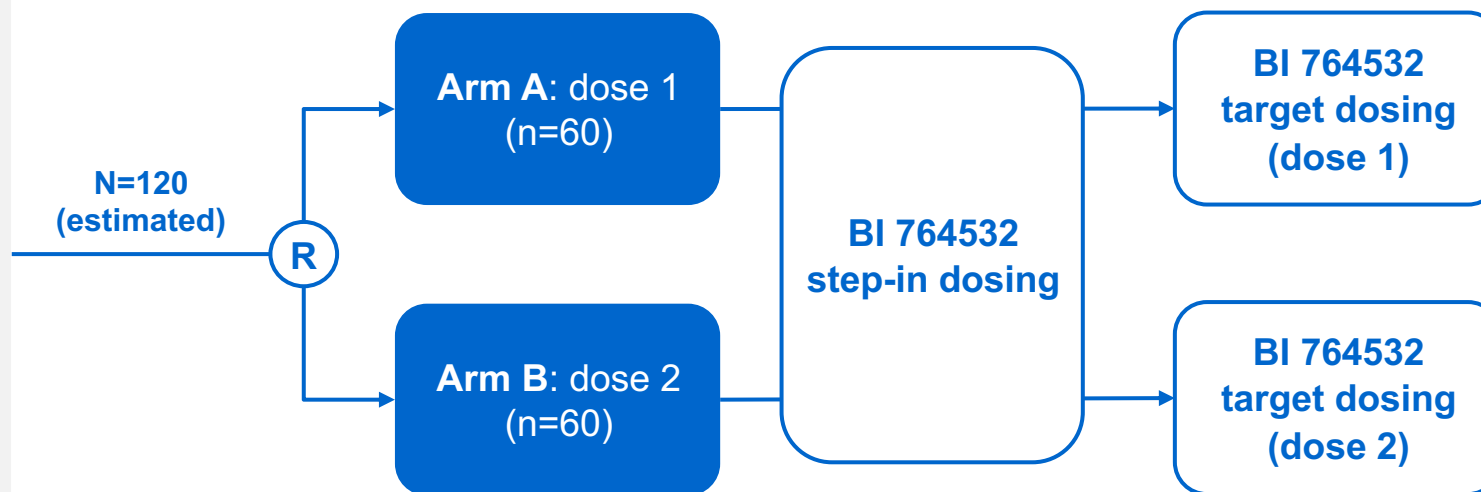 N=120
(estimated)
R
Arm A: dose 1
(n=60)
Arm B: dose 2
(n=60)
BI 764532
step-in dosing
BI 764532
target dosing
(dose 1)
BI 764532
target dosing
(dose 2)